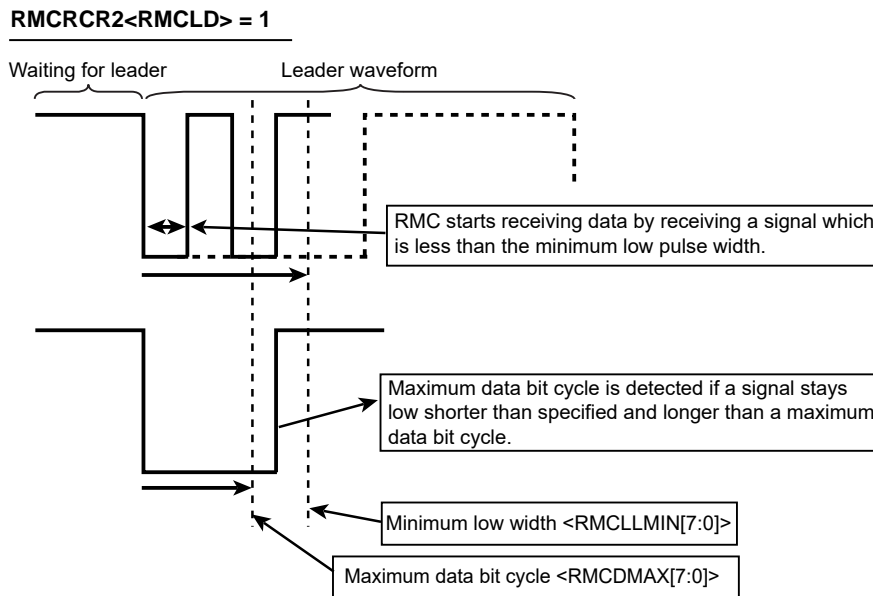 RMCRCR2<RMCLD> = 1
Waiting for leader
Leader waveform
RMC starts receiving data by receiving a signal which
is less than the minimum low pulse width.
Maximum data bit cycle is detected if a signal stays
low shorter than specified and longer than a maximum
data bit cycle.
Minimum low width <RMCLLMIN[7:0]>
Maximum data bit cycle <RMCDMAX[7:0]>